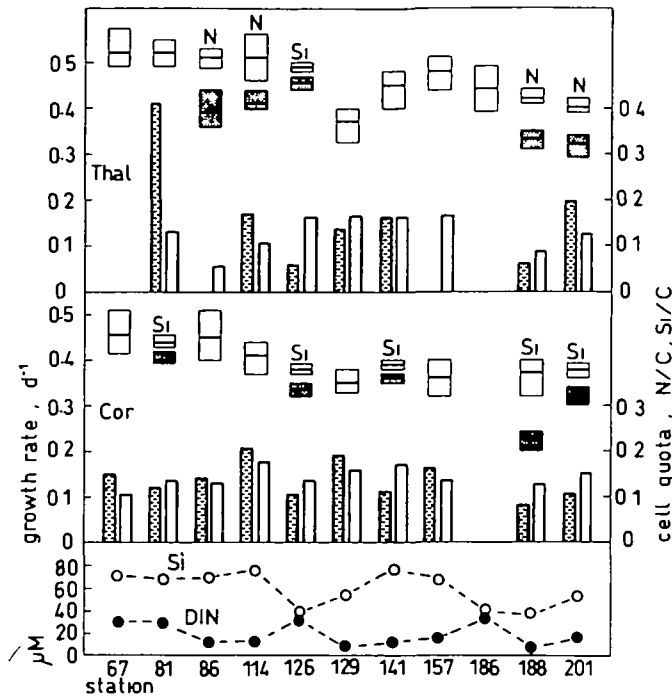 N N Si N N
0.5
0.4 0.4
0.3 0.3
Thal
0.2 0.2
0.1 0.1
0 0
0.5 Si Si Si Si Si
0.4
0.3 0.3
Cor
0.2 0.2
0.1 0.1
0 0
growth rate, d⁻¹
cell quota, N/C, Si/C
80 Si
60
40 DIN
20
0
μM
67 81 86 114 126 129 141 157 186 188 201
station